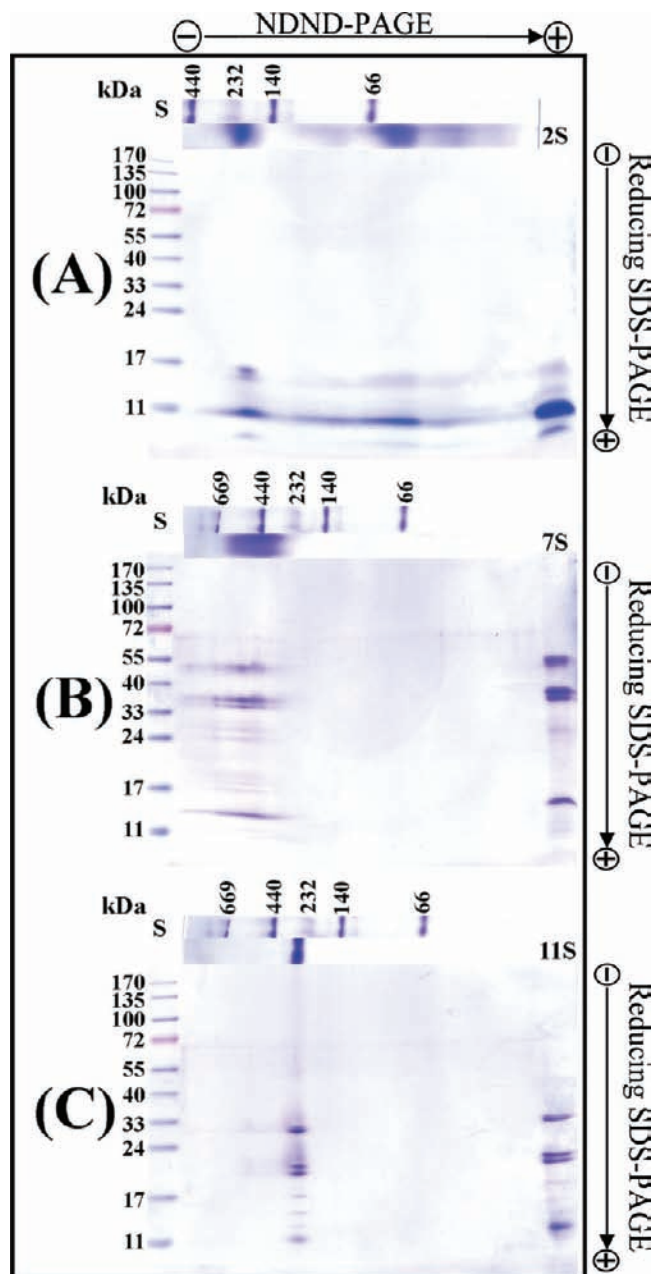 NDND-PAGE
− +
kDa 440 232 140 66
S
2S
170
135
100
72
55
40
33
24
17
11
(A)
− Reducing SDS-PAGE +
kDa 669 440 232 140 66
S
7S
170
135
100
72
55
40
33
24
17
11
(B)
− Reducing SDS-PAGE +
kDa 669 440 232 140 66
S
11S
170
135
100
72
55
40
33
24
17
11
(C)
− Reducing SDS-PAGE +